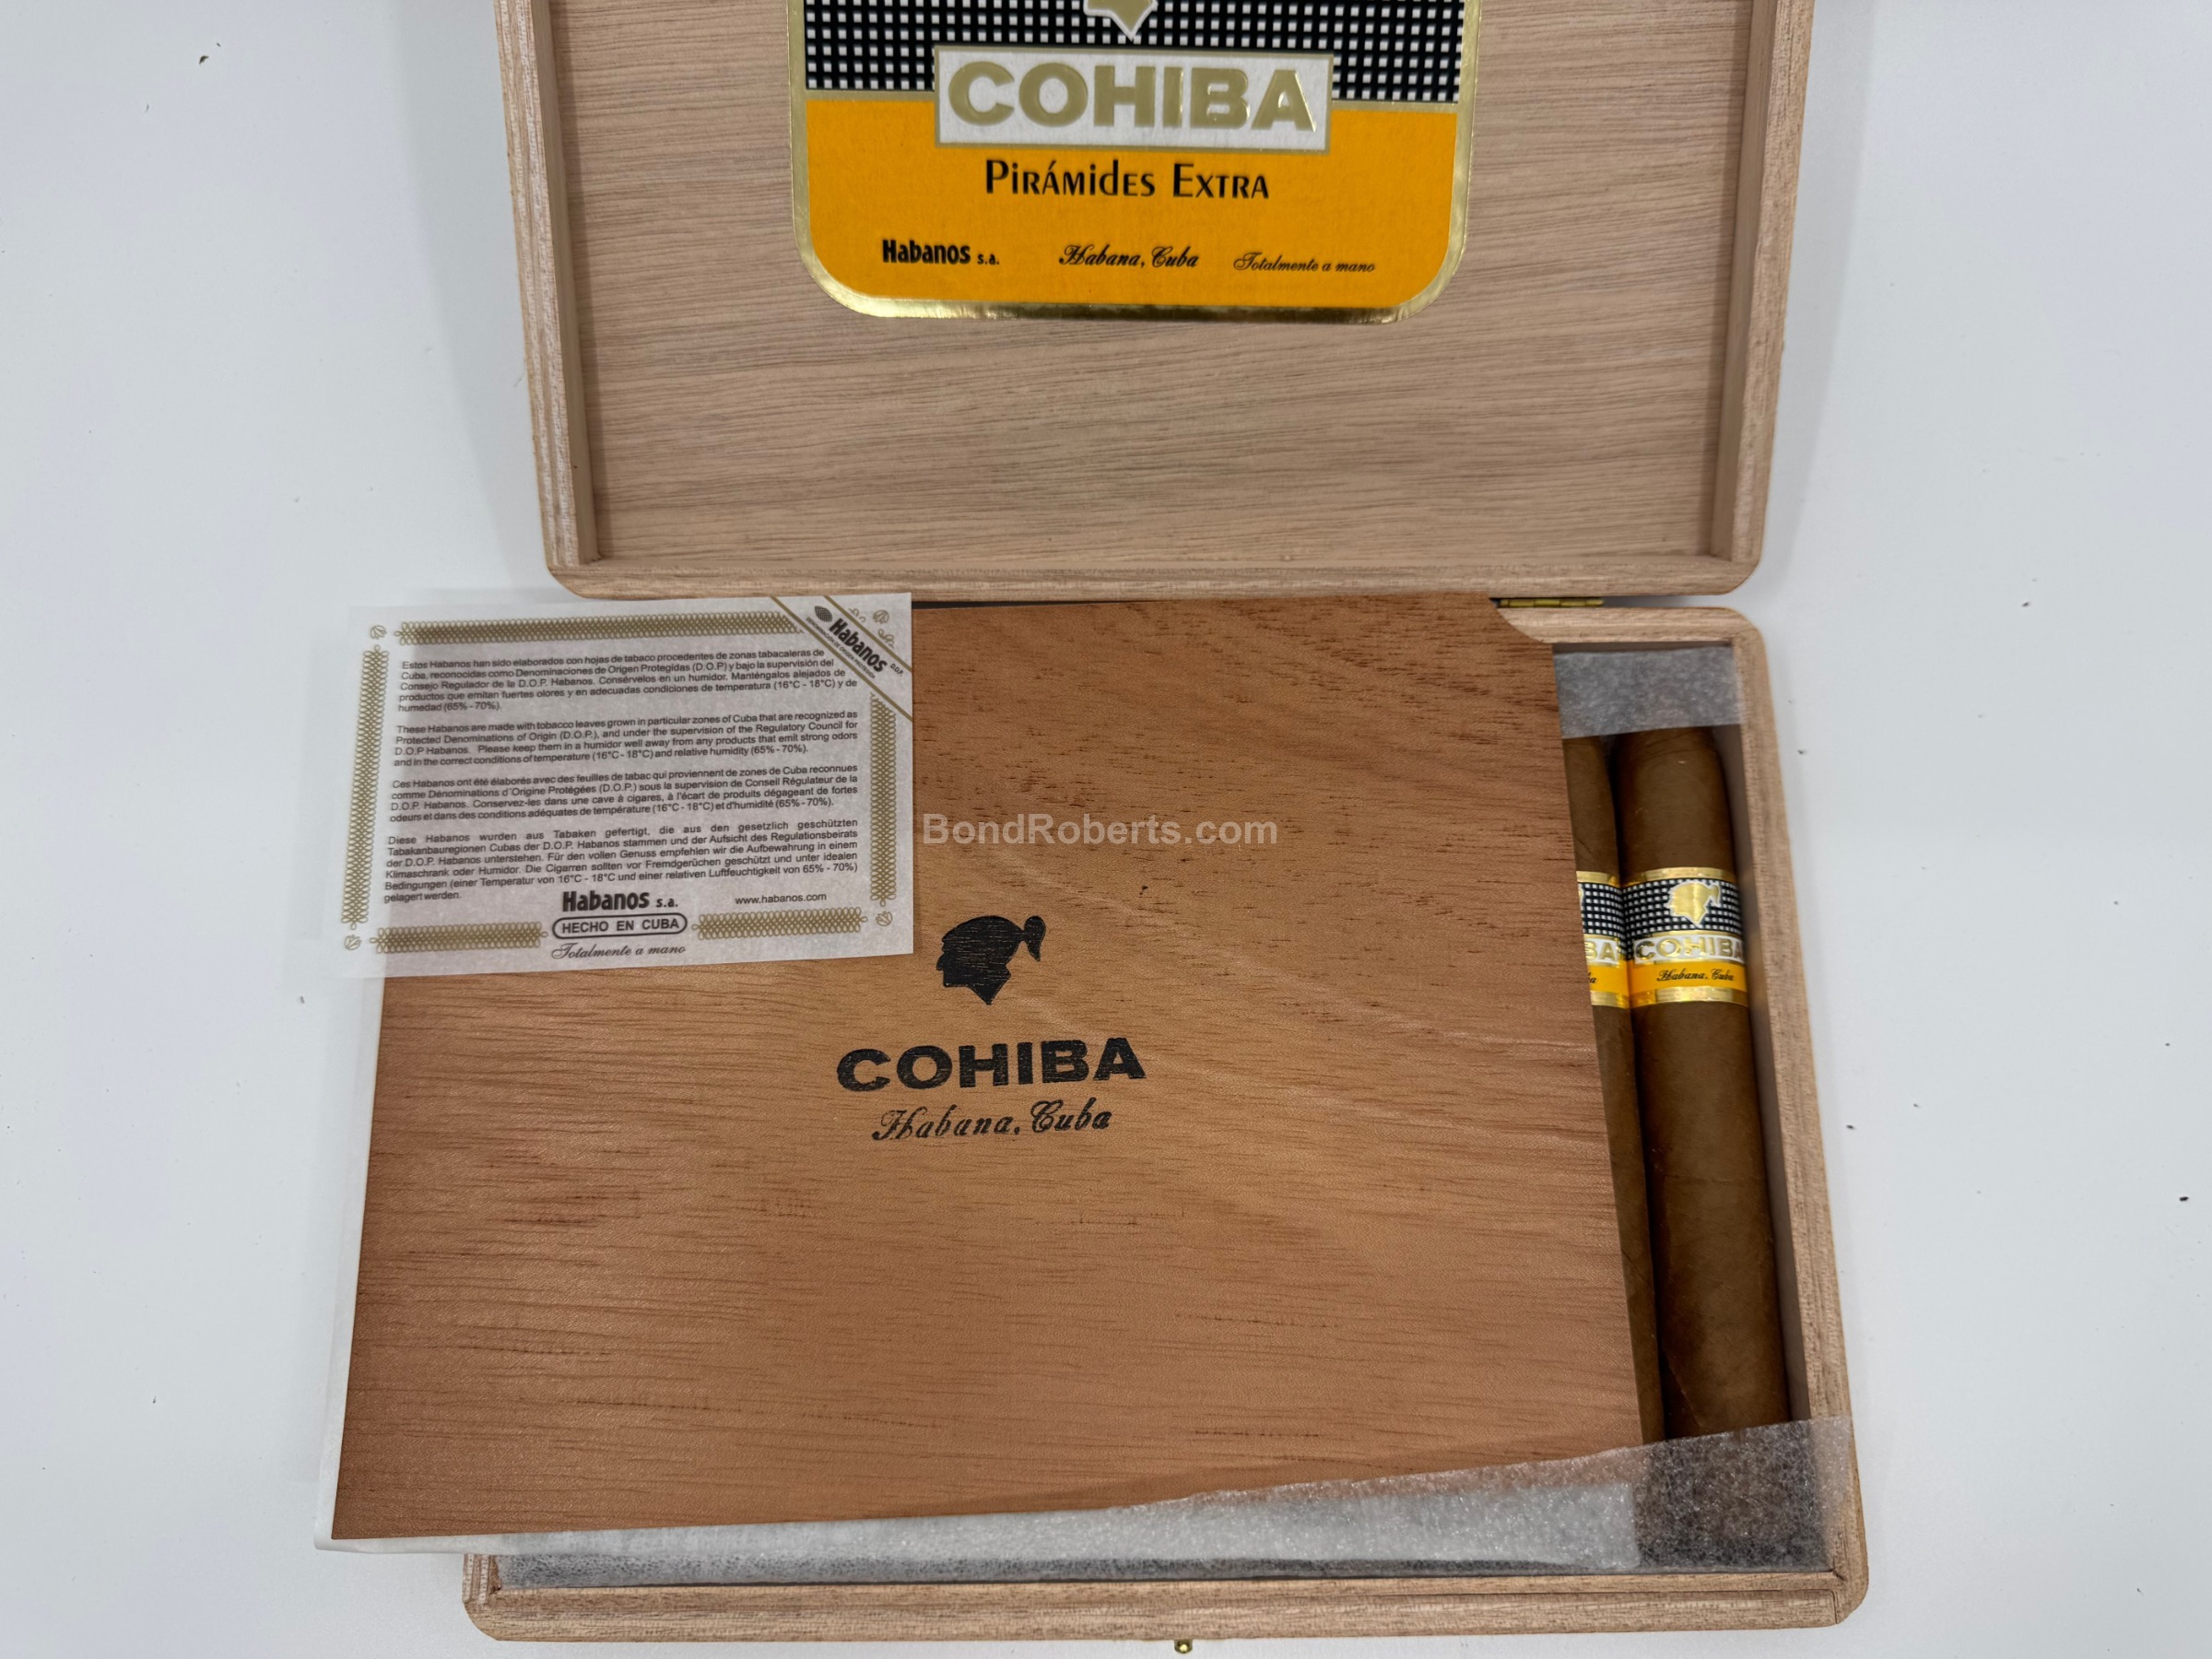 COHIBA
PIRÁMIDES EXTRA
Habanos s.a. Habana, Cuba Totalmente a mano
Habanos D.O.P.
Estos Habanos han sido elaborados con hojas de tabaco procedentes de zonas tabacaleras de
Cuba, reconocidas como Denominaciones de Origen Protegidas (D.O.P) y bajo la supervisión del
Consejo Regulador de la D.O.P. Habanos. Consérvelos en un humidor. Manténgalos alejados de
productos que emitan fuertes olores y en adecuadas condiciones de temperatura (16°C - 18°C) y de
humedad (65% - 70%).
These Habanos are made with tobacco leaves grown in particular zones of Cuba that are recognized as
Protected Denominations of Origin (D.O.P.), and under the supervision of the Regulatory Council for
D.O.P Habanos. Please keep them in a humidor well away from any products that emit strong odors
and in the correct conditions of temperature (16°C - 18°C) and relative humidity (65% - 70%).
Ces Habanos ont été élaborés avec des feuilles de tabac qui proviennent de zones de Cuba reconnues
comme Dénominations d'Origine Protégées (D.O.P.) sous la supervision de Conseil Régulateur de la
D.O.P. Habanos. Conservez-les dans une cave à cigares, à l'écart de produits dégageant de fortes
odeurs et dans des conditions adéquates de température (16°C - 18°C) et d'humidité (65% - 70%).
Diese Habanos wurden aus Tabaken gefertigt, die aus den gesetzlich geschützten
Tabakanbauregionen Cubas der D.O.P. Habanos stammen und der Aufsicht des Regulationsbeirats
der D.O.P. Habanos unterstehen. Für den vollen Genuss empfehlen wir die Aufbewahrung in einem
Klimaschrank oder Humidor. Die Cigarren sollten vor Fremdgerüchen geschützt und unter idealen
Bedingungen (einer Temperatur von 16°C - 18°C und einer relativen Luftfeuchtigkeit von 65% - 70%)
gelagert werden.
Habanos s.a. www.habanos.com
HECHO EN CUBA
Totalmente a mano
BondRoberts.com
COHIBA
Habana, Cuba
BA
COHIBA
Habana, Cuba